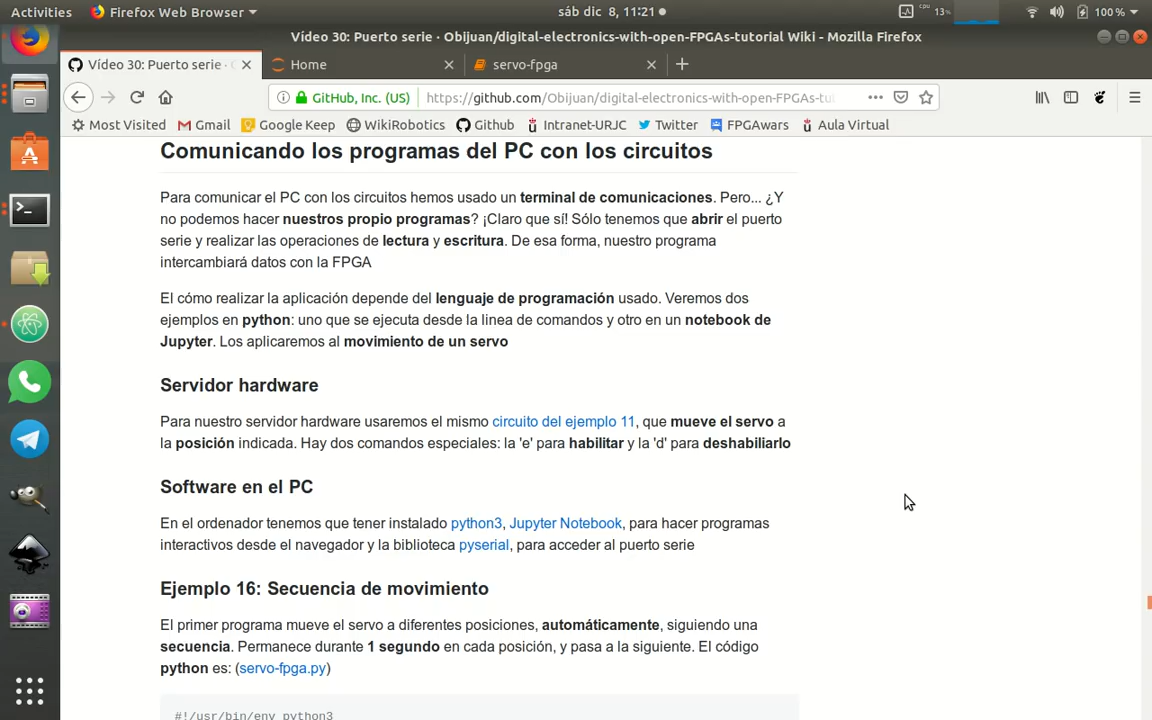 Activities
Firefox Web Browser
sáb dic 8, 11:21
cpu 13%
100 %
Vídeo 30: Puerto serie · Obijuan/digital-electronics-with-open-FPGAs-tutorial Wiki - Mozilla Firefox
Vídeo 30: Puerto serie ·
Home
servo-fpga
GitHub, Inc. (US)
https://github.com/Obijuan/digital-electronics-with-open-FPGAs-tu
Most Visited
Gmail
Google Keep
WikiRobotics
Github
Intranet-URJC
Twitter
FPGAwars
Aula Virtual
Comunicando los programas del PC con los circuitos
Para comunicar el PC con los circuitos hemos usado un terminal de comunicaciones. Pero... ¿Y
no podemos hacer nuestros propio programas? ¡Claro que sí! Sólo tenemos que abrir el puerto
serie y realizar las operaciones de lectura y escritura. De esa forma, nuestro programa
intercambiará datos con la FPGA
El cómo realizar la aplicación depende del lenguaje de programación usado. Veremos dos
ejemplos en python: uno que se ejecuta desde la linea de comandos y otro en un notebook de
Jupyter. Los aplicaremos al movimiento de un servo
Servidor hardware
Para nuestro servidor hardware usaremos el mismo circuito del ejemplo 11, que mueve el servo a
la posición indicada. Hay dos comandos especiales: la 'e' para habilitar y la 'd' para deshabiliarlo
Software en el PC
En el ordenador tenemos que tener instalado python3, Jupyter Notebook, para hacer programas
interactivos desde el navegador y la biblioteca pyserial, para acceder al puerto serie
Ejemplo 16: Secuencia de movimiento
El primer programa mueve el servo a diferentes posiciones, automáticamente, siguiendo una
secuencia. Permanece durante 1 segundo en cada posición, y pasa a la siguiente. El código
python es: (servo-fpga.py)
#!/usr/bin/env python3